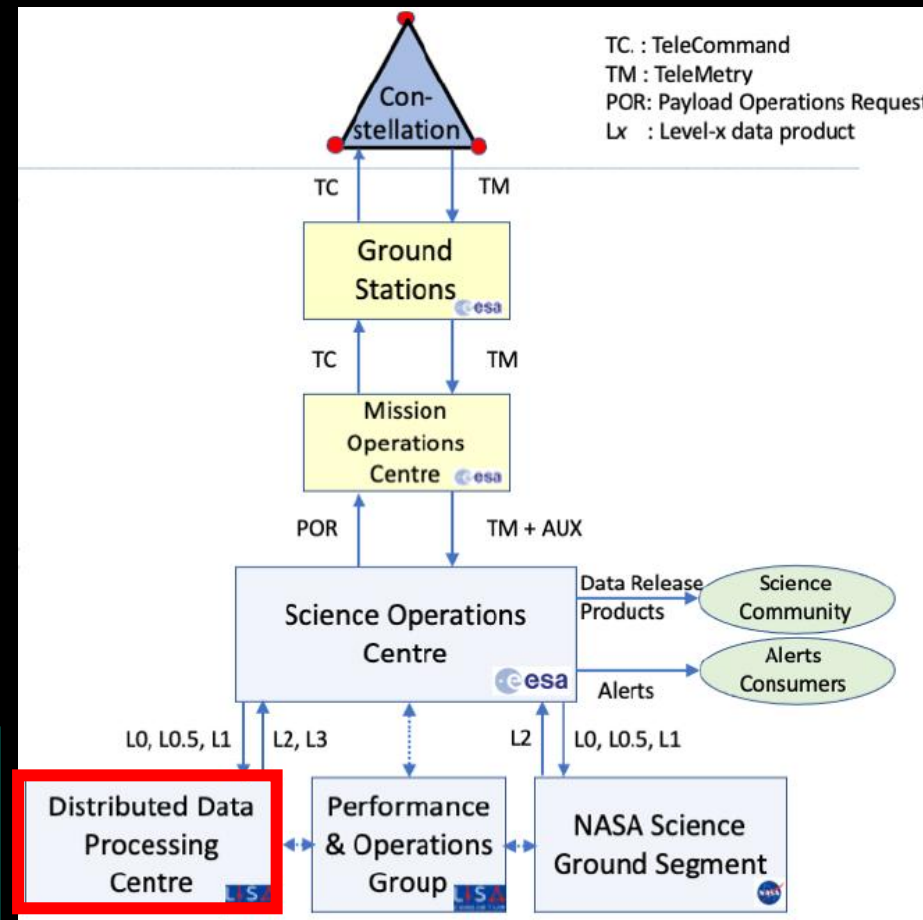 TC. : TeleCommand
TM : TeleMetry
POR: Payload Operations Request
Lx : Level-x data product
Con-
stellation
TC
TM
Ground
Stations
esa
TC
TM
Mission
Operations
Centre
esa
POR
TM + AUX
Science Operations
Centre
esa
Data Release
Products
Science
Community
Alerts
Alerts
Consumers
L0, L0.5, L1
L2, L3
L2
L0, L0.5, L1
Distributed Data
Processing
Centre
LISA
Performance
& Operations
Group
LISA
NASA Science
Ground Segment
NASA